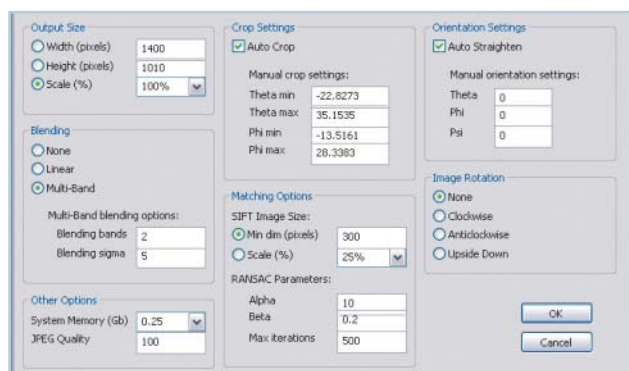 Output Size
Width (pixels) 1400
Height (pixels) 1010
Scale (%) 100%
Blending
None
Linear
Multi-Band
Multi-Band blending options:
Blending bands 2
Blending sigma 5
Other Options
System Memory (Gb) 0.25
JPEG Quality 100
Crop Settings
Auto Crop
Manual crop settings:
Theta min -22.8273
Theta max 35.1535
Phi min -13.5161
Phi max 28.3383
Matching Options
SIFT Image Size:
Min dim (pixels) 300
Scale (%) 25%
RANSAC Parameters:
Alpha 10
Beta 0.2
Max iterations 500
Orientation Settings
Auto Straighten
Manual orientation settings:
Theta 0
Phi 0
Psi 0
Image Rotation
None
Clockwise
Anticlockwise
Upside Down
OK
Cancel